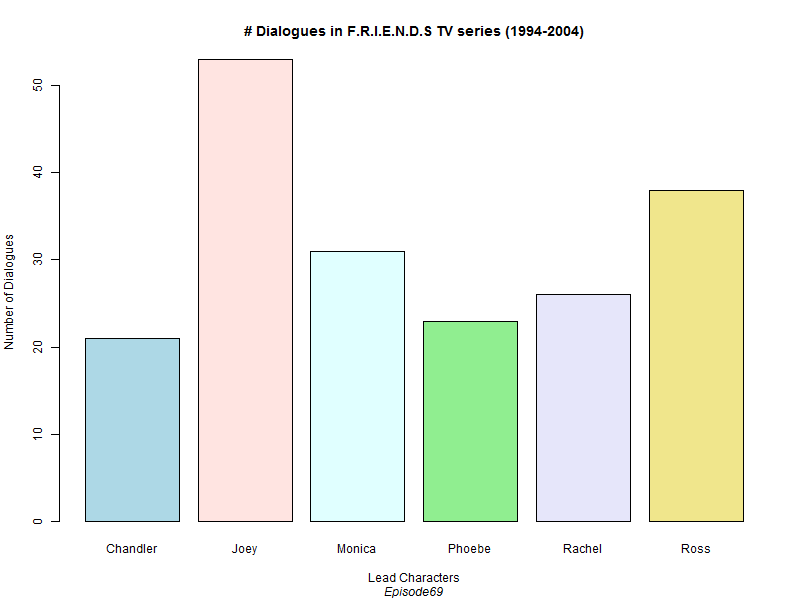 # Dialogues in F.R.I.E.N.D.S TV series (1994-2004)
Number of Dialogues
50
40
30
20
10
0
Chandler Joey Monica Phoebe Rachel Ross
Lead Characters
Episode69